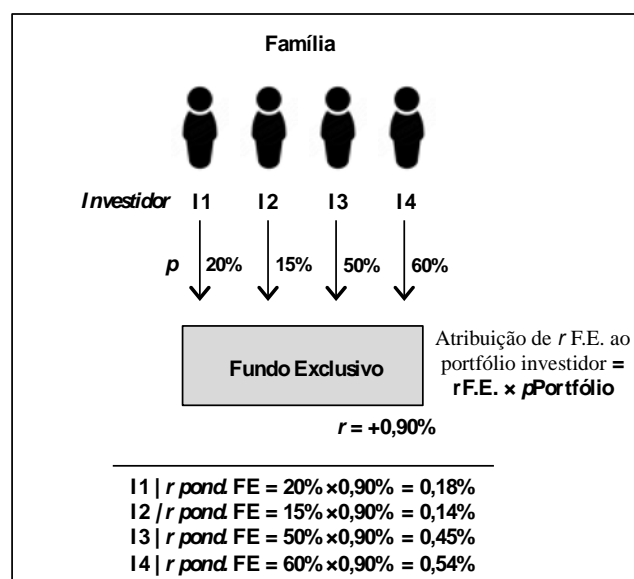 Família
Investidor I1 I2 I3 I4
p 20% 15% 50% 60%
Fundo Exclusivo
Atribuição de r F.E. ao
portfólio investidor =
rF.E. × pPortfólio
r = +0,90%
I1 | r pond. FE = 20%×0,90% = 0,18%
I2 / r pond. FE = 15%×0,90% = 0,14%
I3 | r pond. FE = 50%×0,90% = 0,45%
I4 | r pond. FE = 60%×0,90% = 0,54%